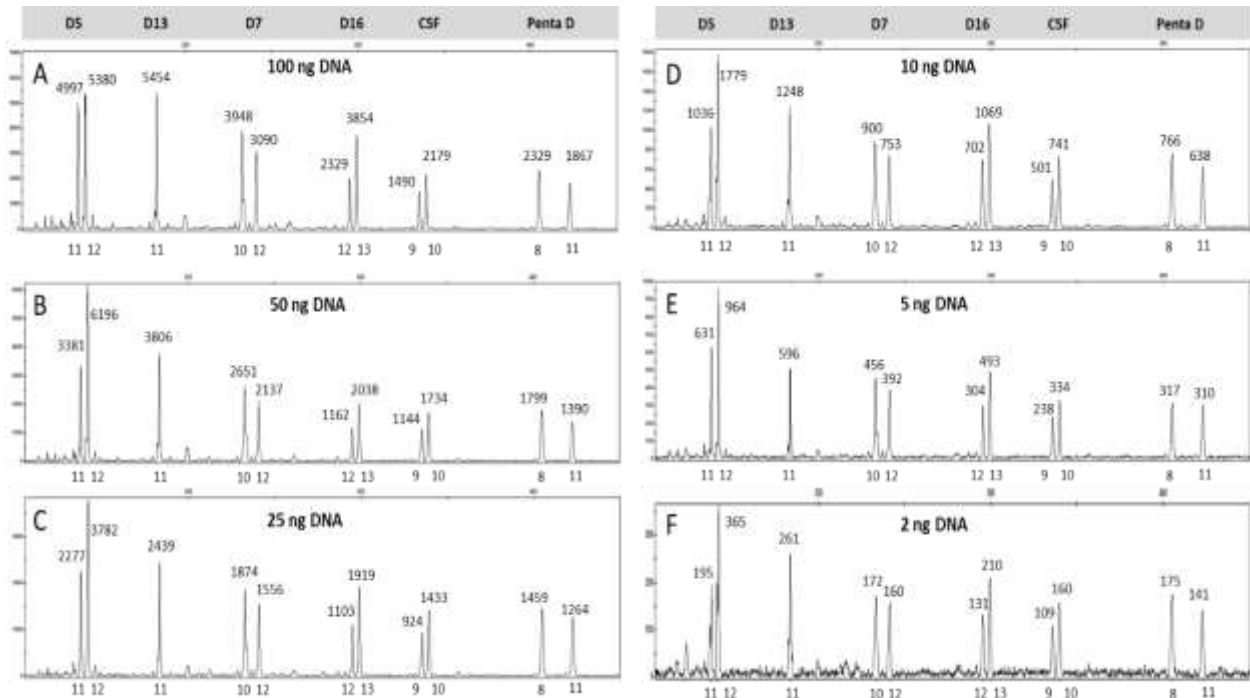 D5 D13 D7 D16 CSF Penta D
A
100 ng DNA
4997 5380 5454 3948 3090 2329 3854 1490 2179 2329 1867
11 12 11 10 12 12 13 9 10 8 11
B
50 ng DNA
3381 6196 3806 2651 2137 1162 2038 1144 1734 1799 1390
11 12 11 10 12 12 13 9 10 8 11
C
25 ng DNA
2277 3782 2439 1874 1556 1103 1919 924 1433 1459 1264
11 12 11 10 12 12 13 9 10 8 11
D5 D13 D7 D16 CSF Penta D
D
10 ng DNA
1036 1779 1248 900 753 702 1069 501 741 766 638
11 12 11 10 12 12 13 9 10 8 11
E
5 ng DNA
631 964 596 456 392 304 493 238 334 317 310
11 12 11 10 12 12 13 9 10 8 11
F
2 ng DNA
195 365 261 172 160 131 210 109 160 175 141
11 12 11 10 12 12 13 9 10 8 11